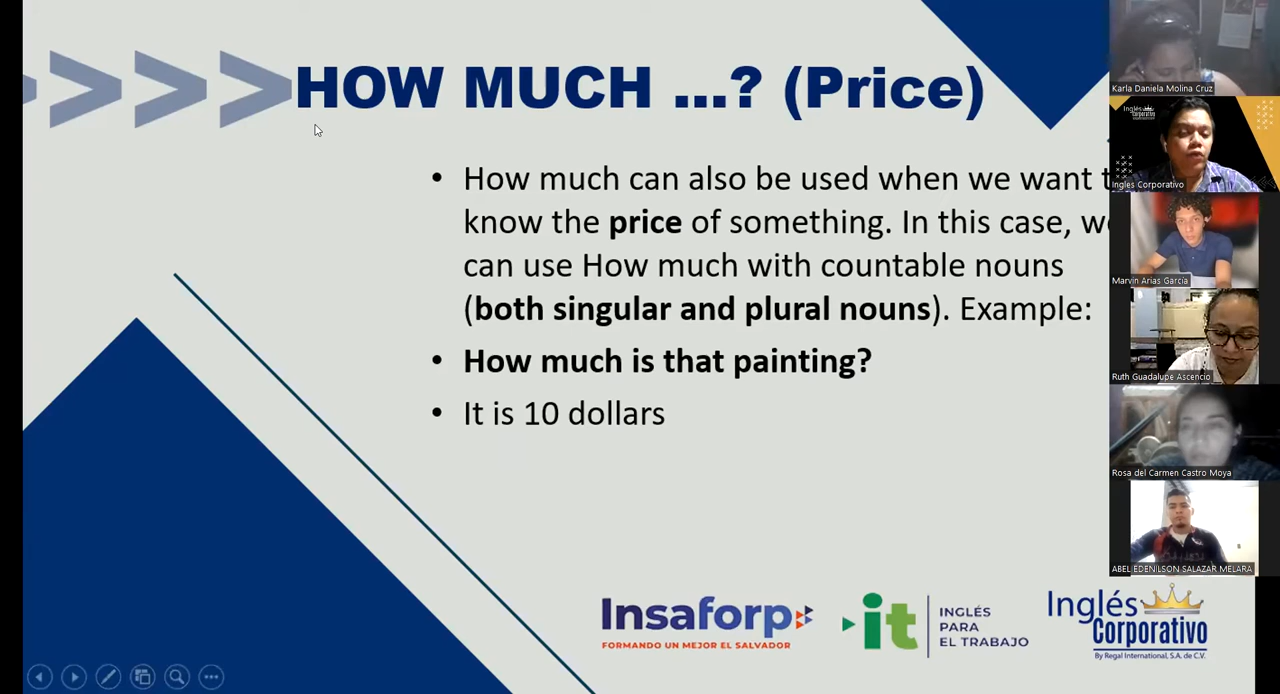 HOW MUCH ...? (Price)
• How much can also be used when we want
know the price of something. In this case,
can use How much with countable nouns
(both singular and plural nouns). Example:
• How much is that painting?
• It is 10 dollars
Insaforp
FORMANDO UN MEJOR EL SALVADOR
it
INGLÉS
PARA
EL TRABAJO
Inglés
Corporativo
By Regal International, S.A. de C.V.
Karla Daniela Molina Cruz
Inglés
Corporativo
Ingles Corporativo
Marvin Arias García
Ruth Guadalupe Ascencio
Rosa del Carmen Castro Moya
ABEL EDENILSON SALAZAR MELARA